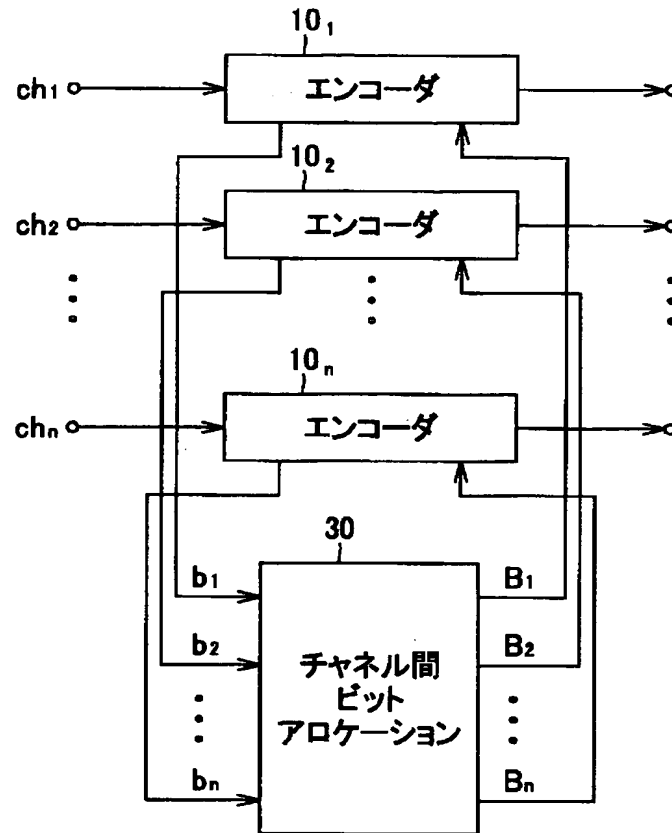 10₁
ch₁ エンコーダ
10₂
ch₂ エンコーダ
10ₙ
chₙ エンコーダ
30
b₁ B₁
b₂ B₂
チャネル間
ビット
アロケーション
bₙ Bₙ